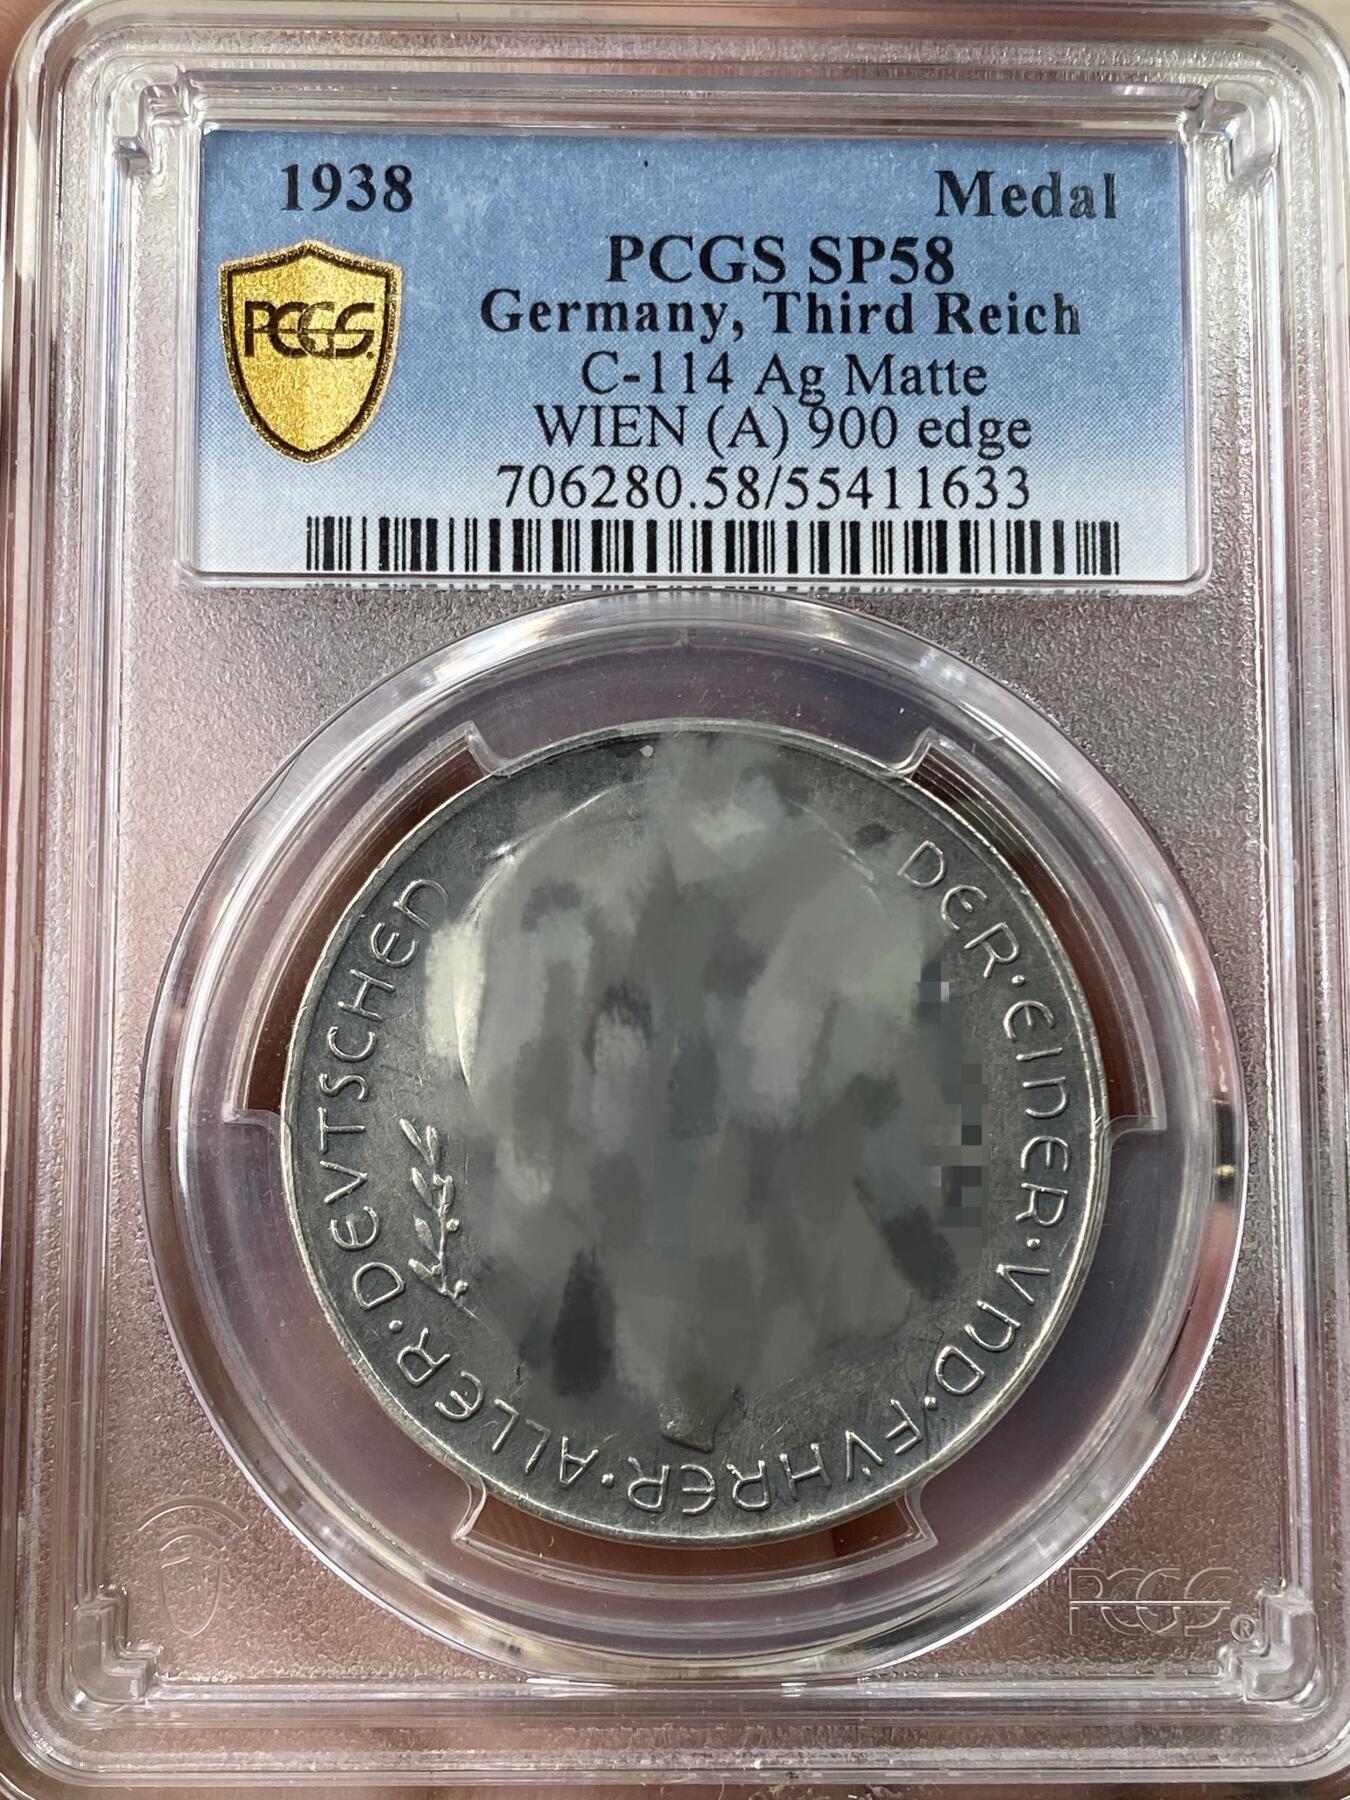 1938
Medal
PCGS SP58
PCGS
Germany, Third Reich
C-114 Ag Matte
WIEN (A) 900 edge
706280.58/55411633
DER·EINER·VND·FVHRER·ALLER·DEVTSCHEN
PCGS